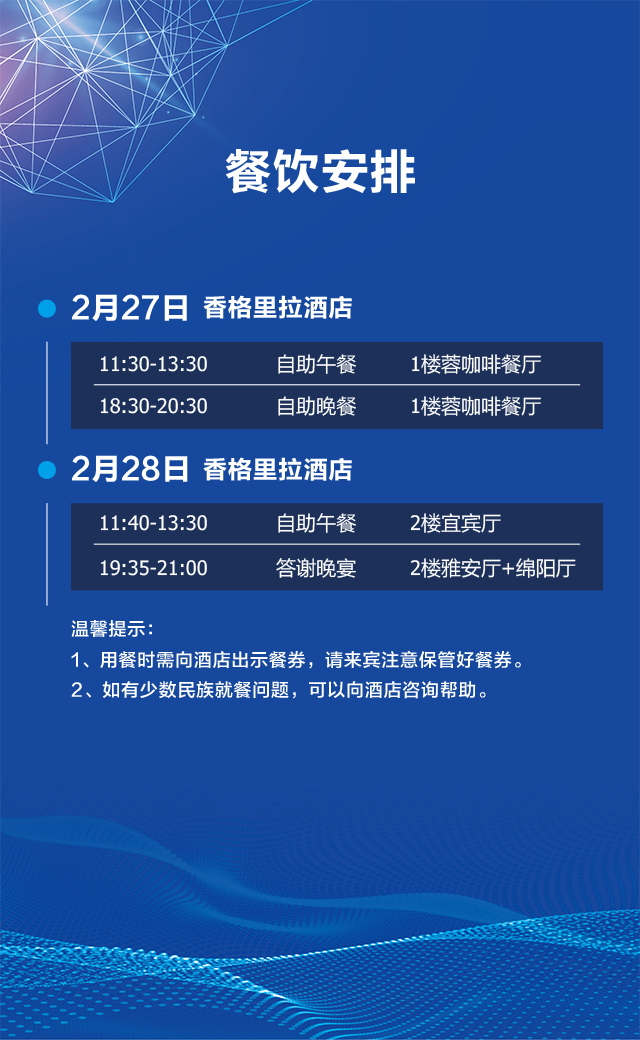 餐饮安排
2月27日 香格里拉酒店
11:30-13:30 自助午餐 1楼蓉咖啡餐厅
18:30-20:30 自助晚餐 1楼蓉咖啡餐厅
2月28日 香格里拉酒店
11:40-13:30 自助午餐 2楼宜宾厅
19:35-21:00 答谢晚宴 2楼雅安厅+绵阳厅
温馨提示：
1、用餐时需向酒店出示餐券，请来宾注意保管好餐券。
2、如有少数民族就餐问题，可以向酒店咨询帮助。